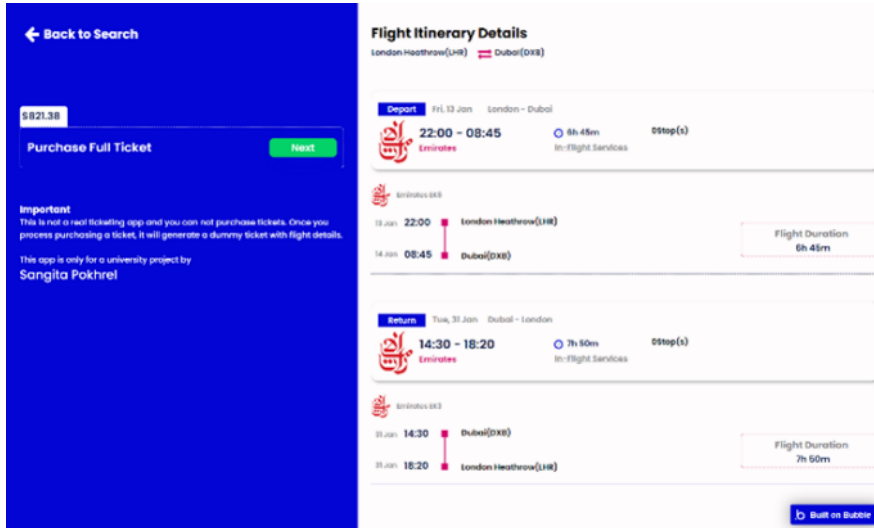 Back to Search
$821.38
Purchase Full Ticket
Next
Important
This is not a real ticketing app and you can not purchase tickets. Once you
process purchasing a ticket, it will generate a dummy ticket with flight details.
This app is only for a university project by
Sangita Pokhrel
Flight Itinerary Details
London Heathrow(LHR) Dubai(DXB)
Depart Fri, 13 Jan London - Dubai
22:00 - 08:45 6h 45m 0Stop(s)
Emirates In-Flight Services
Emirates
13 Jan 22:00 London Heathrow(LHR)
14 Jan 08:45 Dubai(DXB)
Flight Duration
6h 45m
Return Tue, 31 Jan Dubai - London
14:30 - 18:20 7h 50m 0Stop(s)
Emirates In-Flight Services
Emirates EK3
31 Jan 14:30 Dubai(DXB)
31 Jan 18:20 London Heathrow(LHR)
Flight Duration
7h 50m
Built on Bubble